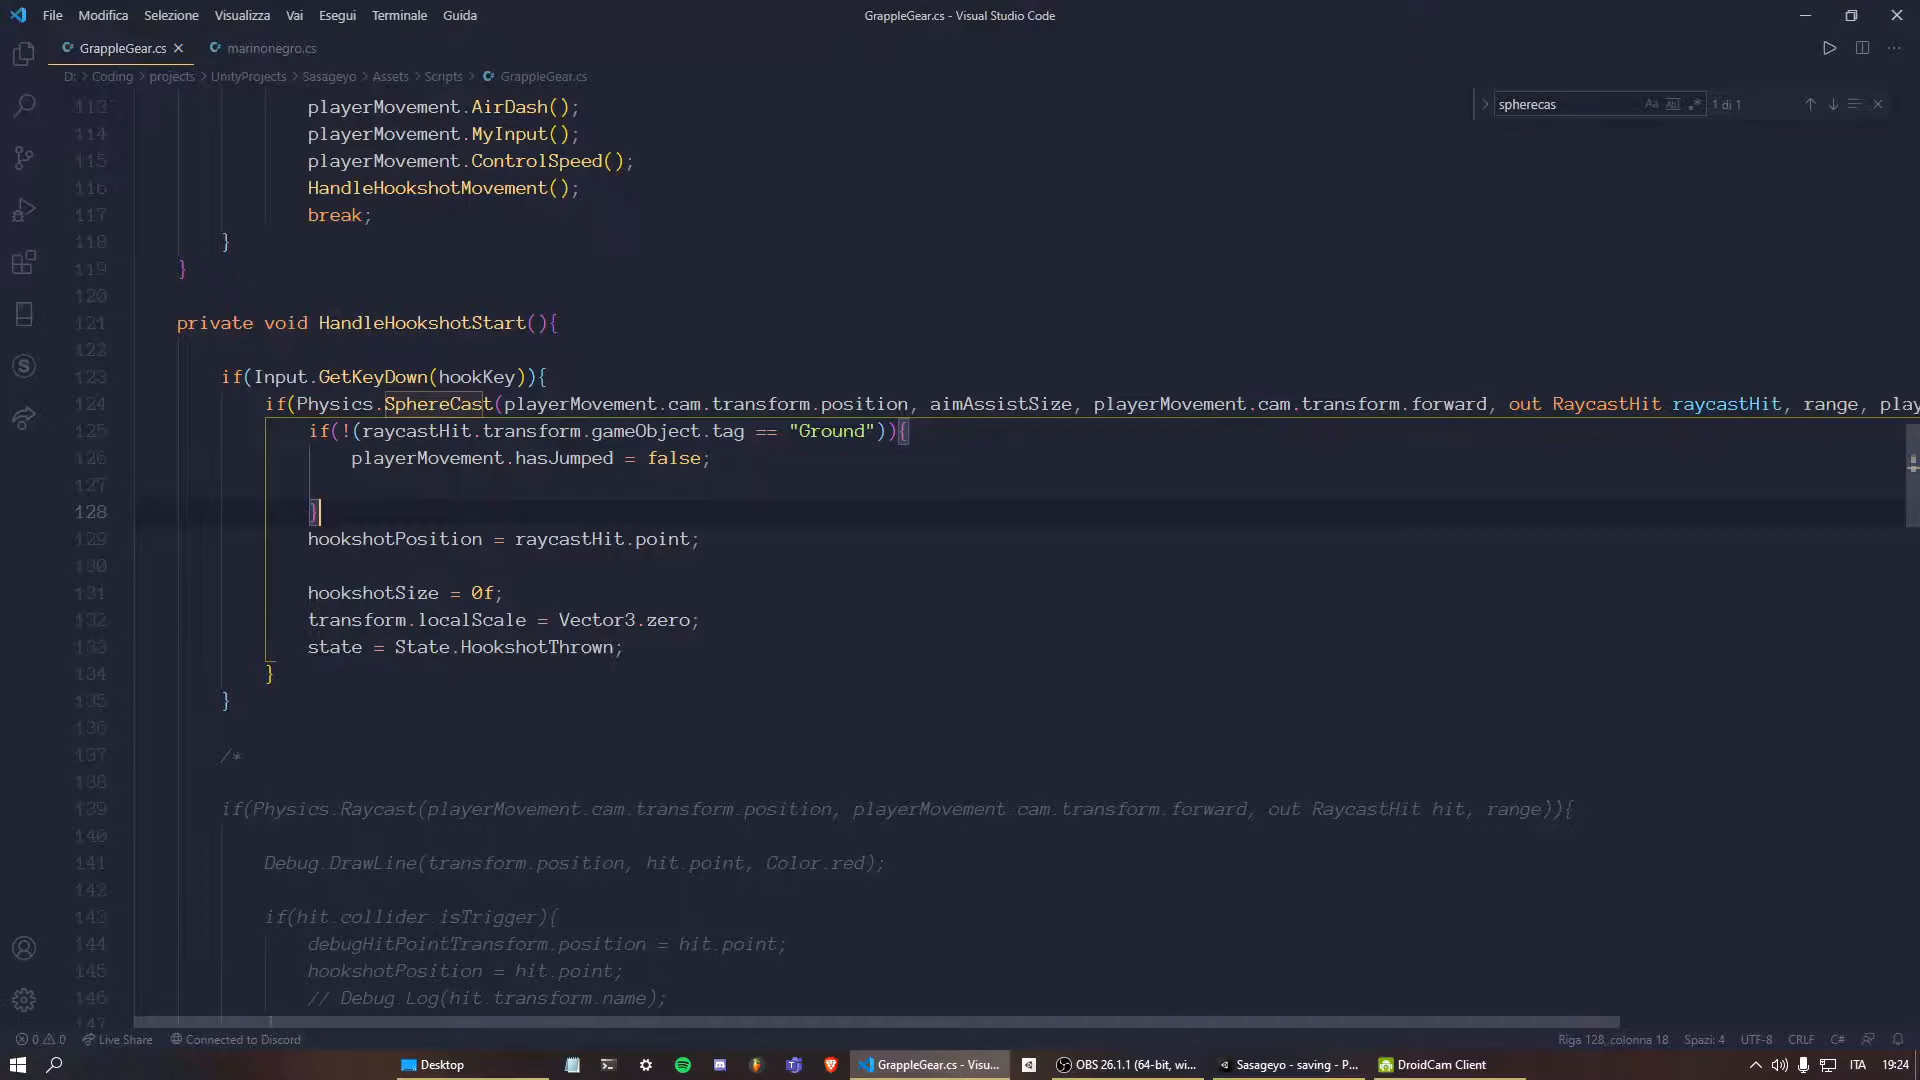 File Modifica Selezione Visualizza Vai Esegui Terminale Guida
GrappleGear.cs - Visual Studio Code
GrappleGear.cs
marinonegro.cs
D: > Coding > projects > UnityProjects > Sasageyo > Assets > Scripts > GrappleGear.cs
spherecas
Aa Abl .*
1 di 1
113 playerMovement.AirDash();
114 playerMovement.MyInput();
115 playerMovement.ControlSpeed();
116 HandleHookshotMovement();
117 break;
118 }
119 }
120
121 private void HandleHookshotStart(){
122
123 if(Input.GetKeyDown(hookKey)){
124 if(Physics.SphereCast(playerMovement.cam.transform.position, aimAssistSize, playerMovement.cam.transform.forward, out RaycastHit raycastHit, range, play
125 if(!(raycastHit.transform.gameObject.tag == "Ground")){
126 playerMovement.hasJumped = false;
127
128 }
129 hookshotPosition = raycastHit.point;
130
131 hookshotSize = 0f;
132 transform.localScale = Vector3.zero;
133 state = State.HookshotThrown;
134 }
135 }
136
137 /*
138
139 if(Physics.Raycast(playerMovement.cam.transform.position, playerMovement.cam.transform.forward, out RaycastHit hit, range)){
140
141 Debug.DrawLine(transform.position, hit.point, Color.red);
142
143 if(hit.collider.isTrigger){
144 debugHitPointTransform.position = hit.point;
145 hookshotPosition = hit.point;
146 // Debug.Log(hit.transform.name);
147 }
0 0 Live Share Connected to Discord
Riga 128, colonna 18 Spazi: 4 UTF-8 CRLF C#
Desktop
GrappleGear.cs - Visu...
OBS 26.1.1 (64-bit, wi...
Sasageyo - saving - P...
DroidCam Client
ITA
19:24